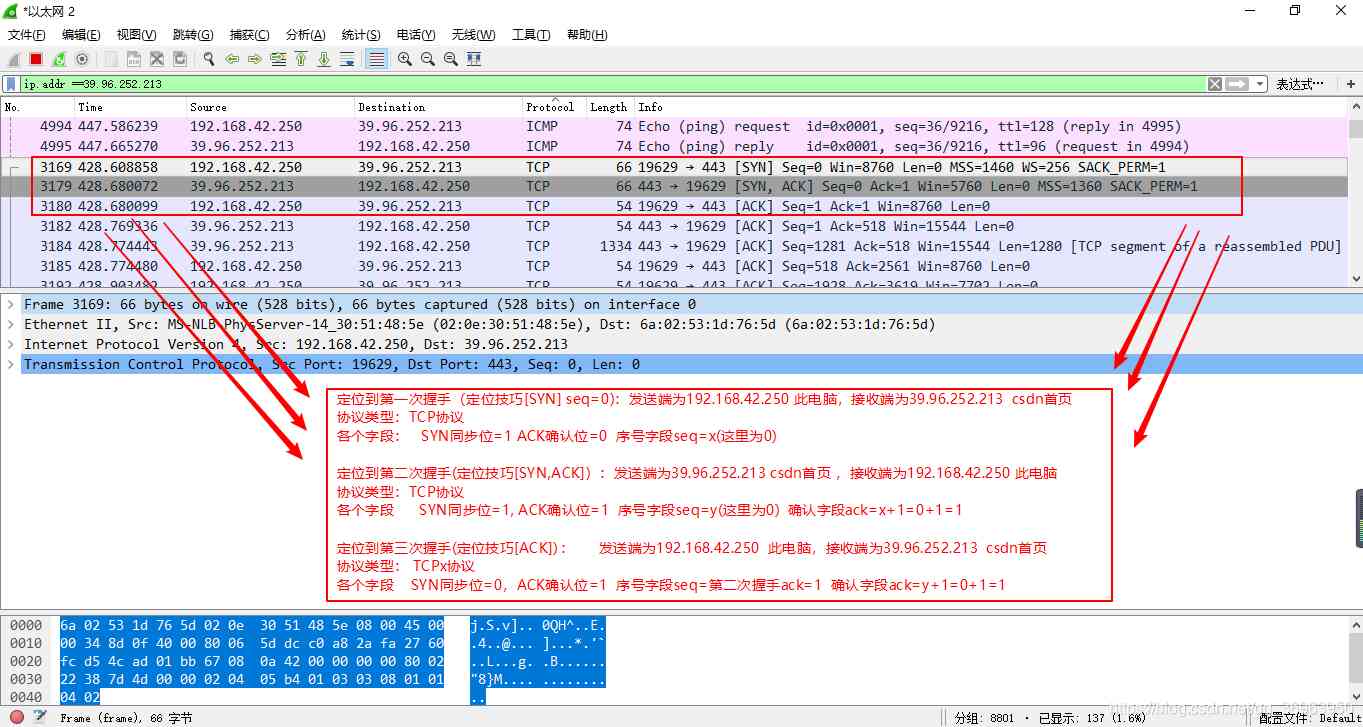 *以太网 2
文件(F) 编辑(E) 视图(V) 跳转(G) 捕获(C) 分析(A) 统计(S) 电话(Y) 无线(W) 工具(T) 帮助(H)
ip.addr ==39.96.252.213 表达式…
No. Time Source Destination Protocol Length Info
4994 447.586239 192.168.42.250 39.96.252.213 ICMP 74 Echo (ping) request id=0x0001, seq=36/9216, ttl=128 (reply in 4995)
4995 447.665270 39.96.252.213 192.168.42.250 ICMP 74 Echo (ping) reply id=0x0001, seq=36/9216, ttl=96 (request in 4994)
3169 428.608858 192.168.42.250 39.96.252.213 TCP 66 19629 → 443 [SYN] Seq=0 Win=8760 Len=0 MSS=1460 WS=256 SACK_PERM=1
3179 428.680072 39.96.252.213 192.168.42.250 TCP 66 443 → 19629 [SYN, ACK] Seq=0 Ack=1 Win=5760 Len=0 MSS=1360 SACK_PERM=1
3180 428.680099 192.168.42.250 39.96.252.213 TCP 54 19629 → 443 [ACK] Seq=1 Ack=1 Win=8760 Len=0
3182 428.769336 39.96.252.213 192.168.42.250 TCP 54 443 → 19629 [ACK] Seq=1 Ack=518 Win=15544 Len=0
3184 428.774443 39.96.252.213 192.168.42.250 TCP 1334 443 → 19629 [ACK] Seq=1281 Ack=518 Win=15544 Len=1280 [TCP segment of a reassembled PDU]
3185 428.774480 192.168.42.250 39.96.252.213 TCP 54 19629 → 443 [ACK] Seq=518 Ack=2561 Win=8760 Len=0
3192 428.903482 192.168.42.250 39.96.252.213 TCP 54 19629 → 443 [ACK] Seq=1928 Ack=3619 Win=7702 Len=0
Frame 3169: 66 bytes on wire (528 bits), 66 bytes captured (528 bits) on interface 0
Ethernet II, Src: MS-NLB-PhysServer-14_30:51:48:5e (02:0e:30:51:48:5e), Dst: 6a:02:53:1d:76:5d (6a:02:53:1d:76:5d)
Internet Protocol Version 4, Src: 192.168.42.250, Dst: 39.96.252.213
Transmission Control Protocol, Src Port: 19629, Dst Port: 443, Seq: 0, Len: 0
定位到第一次握手（定位技巧[SYN] seq=0)：发送端为192.168.42.250 此电脑，接收端为39.96.252.213 csdn首页
协议类型：TCP协议
各个字段： SYN同步位=1 ACK确认位=0 序号字段seq=x(这里为0)
定位到第二次握手(定位技巧[SYN,ACK]) ：发送端为39.96.252.213 csdn首页 ，接收端为192.168.42.250 此电脑
协议类型：TCP协议
各个字段 SYN同步位=1, ACK确认位=1 序号字段seq=y(这里为0) 确认字段ack=x+1=0+1=1
定位到第三次握手(定位技巧[ACK])： 发送端为192.168.42.250 此电脑，接收端为39.96.252.213 csdn首页
协议类型： TCPx协议
各个字段 SYN同步位=0，ACK确认位=1 序号字段seq=第二次握手ack=1 确认字段ack=y+1=0+1=1
0000 6a 02 53 1d 76 5d 02 0e 30 51 48 5e 08 00 45 00 j.S.v].. 0QH^..E.
0010 00 34 8d 0f 40 00 80 06 5d dc c0 a8 2a fa 27 60 .4..@... ]...*.'`
0020 fc d5 4c ad 01 bb 67 08 0a 42 00 00 00 00 80 02 ..L...g. .B......
0030 22 38 7d 4d 00 00 02 04 05 b4 01 03 03 08 01 01 "8}M.... ........
0040 04 02 ..
Frame (frame), 66 字节 分组: 8801 · 已显示: 137 (1.6%) 配置文件: Default